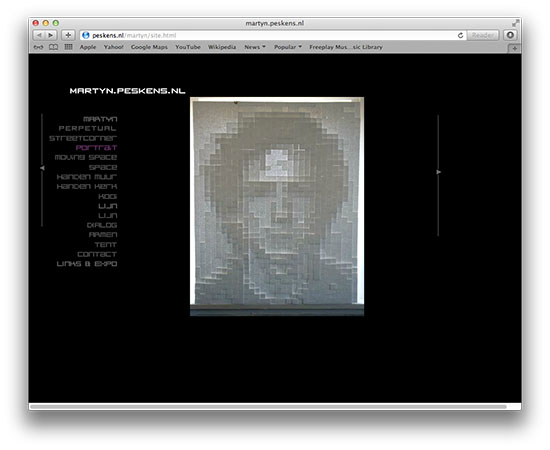 martyn.peskens.nl
peskens.nl/martyn/site.html
Reader
Apple Yahoo! Google Maps YouTube Wikipedia News Popular Freeplay Mus...sic Library
MARTYN.PESKENS.NL
MARTYN
PERPETUAL
STREETCORNER
PORTRAIT
MOVING SPACE
SPACE
HANDEN MUUR
HANDEN KERK
KOOI
LIJN
LIJN
DIALOG
ARMEN
TENT
CONTACT
LINKS & EXPO